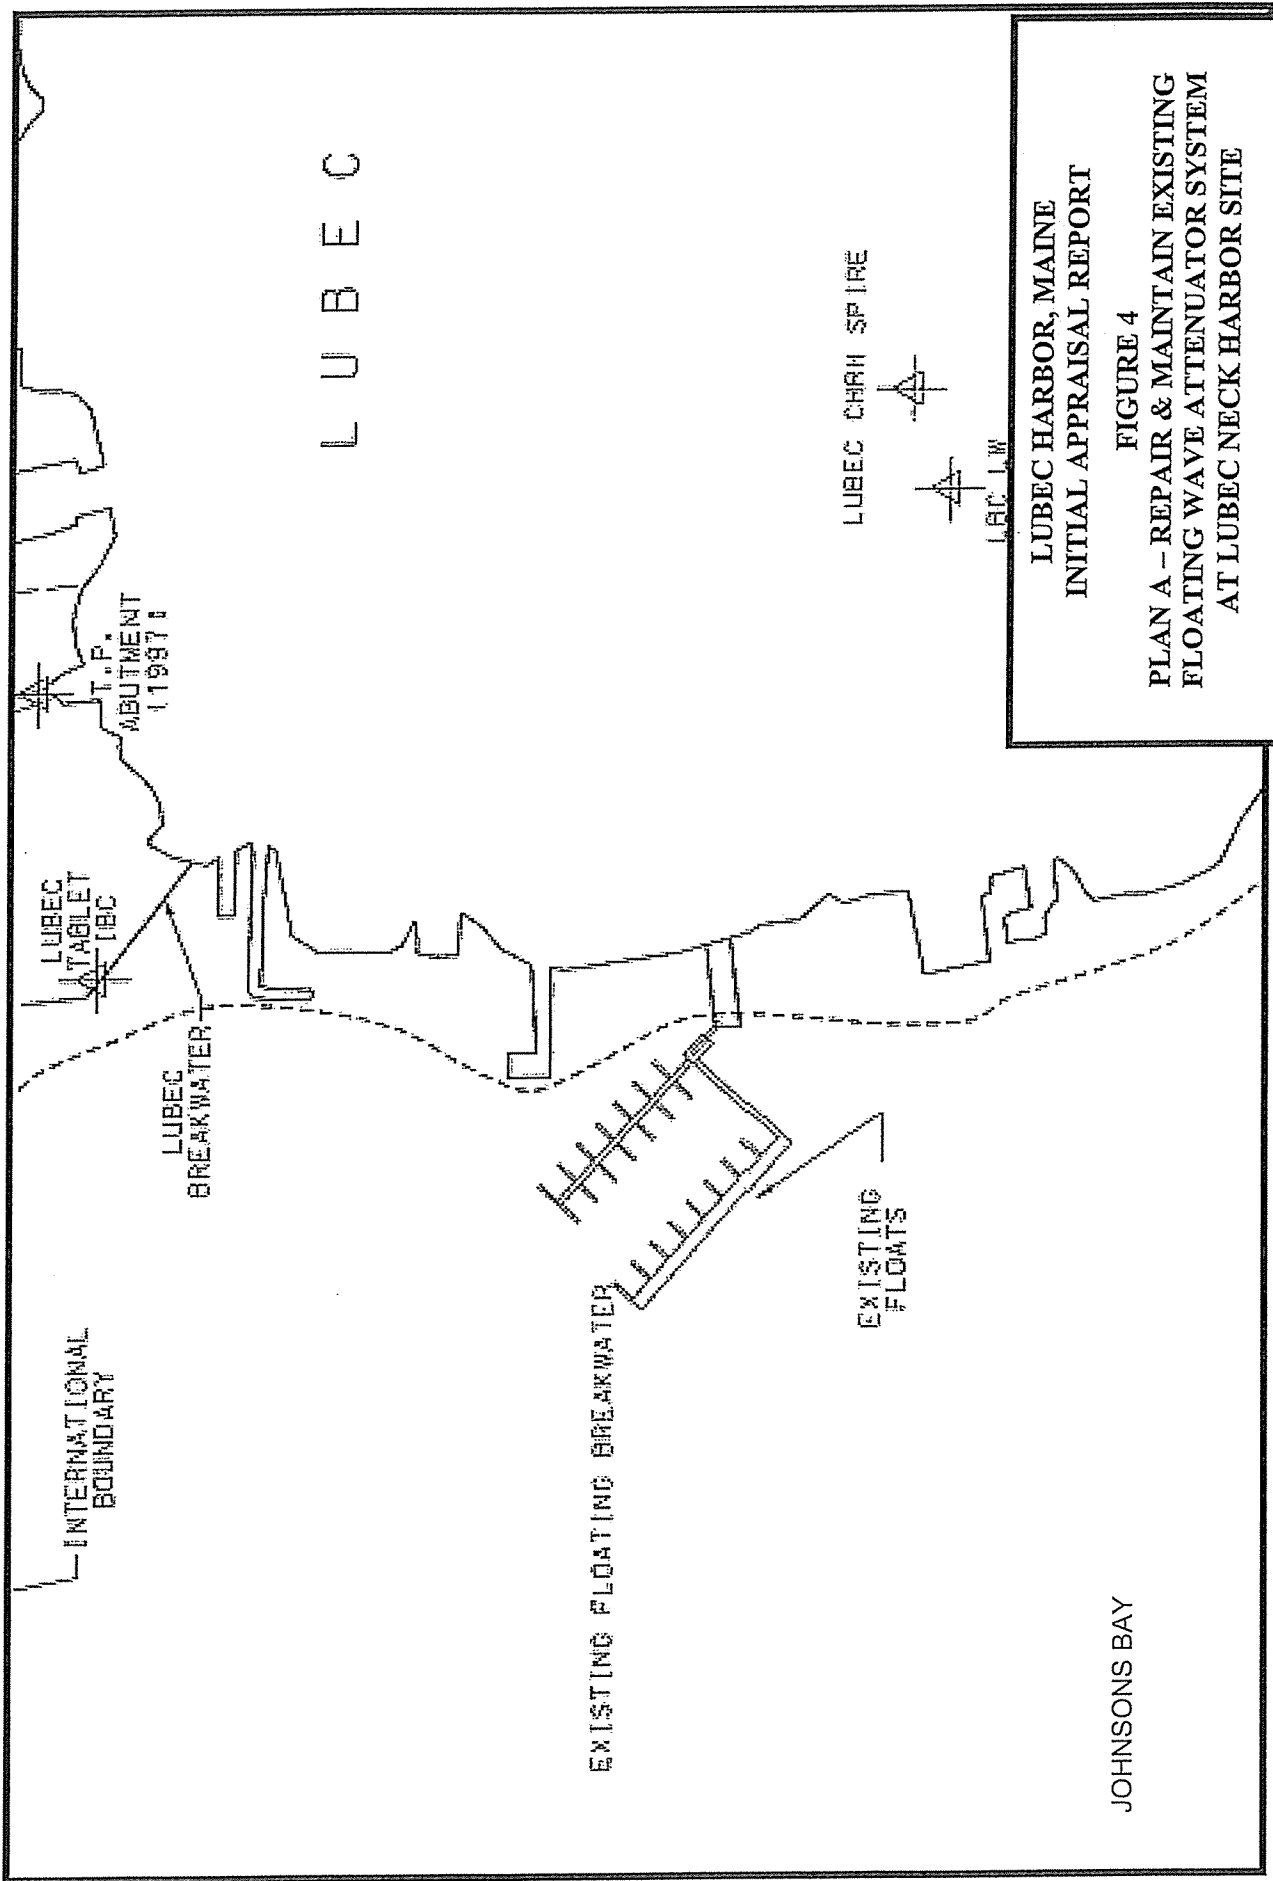 INTERNATIONAL
BOUNDARY
LUBEC
BREAKWATER
LUBEC
TABLET
IBC
T.P.
ABUTMENT
(1997)
LUBEC
EXISTING FLOATING BREAKWATER
EXISTING
FLOATS
LUBEC CHRH SPIRE
JOHNSONS BAY
LUBEC HARBOR, MAINE
INITIAL APPRAISAL REPORT
FIGURE 4
PLAN A – REPAIR & MAINTAIN EXISTING
FLOATING WAVE ATTENUATOR SYSTEM
AT LUBEC NECK HARBOR SITE